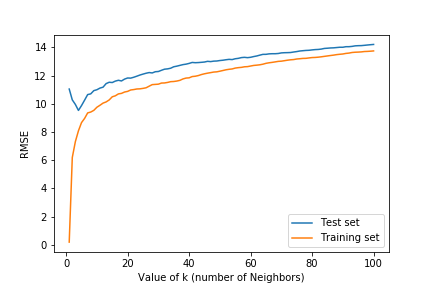 14
12
10
8
6
4
2
0
RMSE
Test set
Training set
0 20 40 60 80 100
Value of k (number of Neighbors)